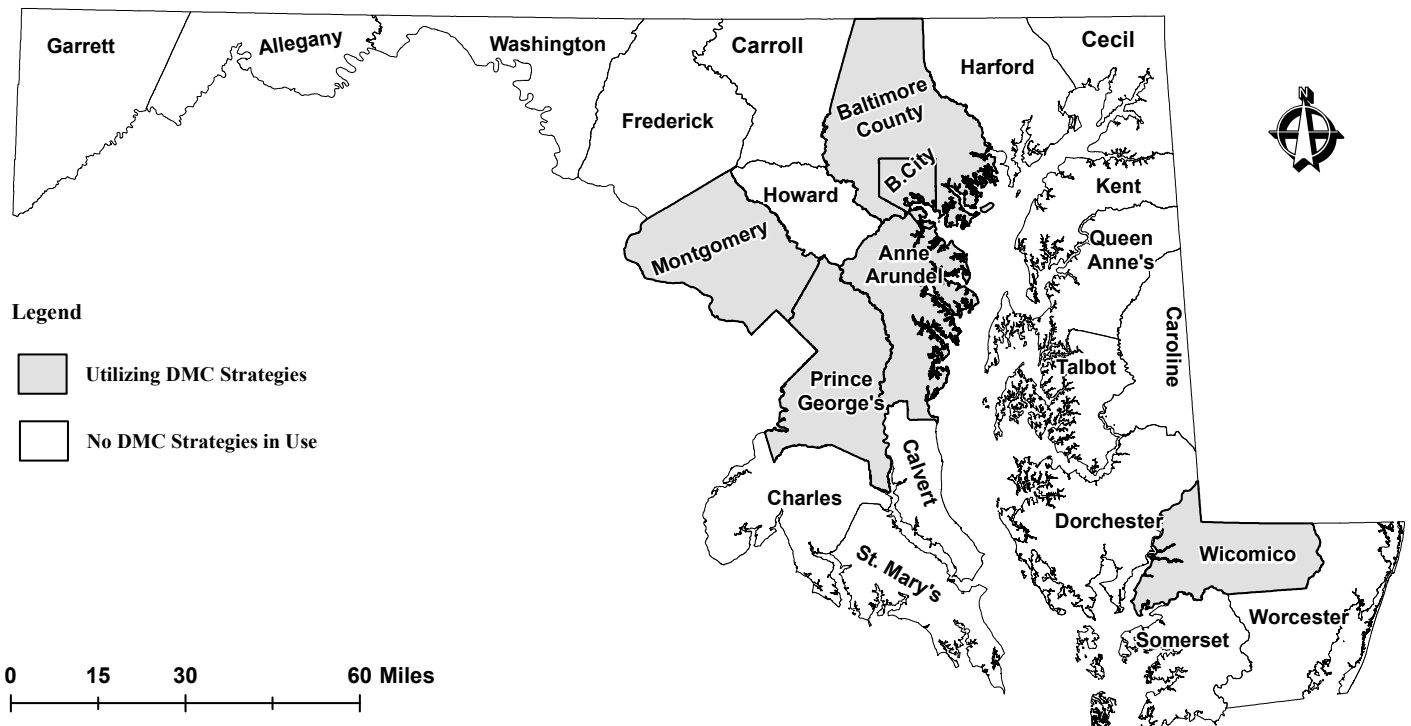 Garrett
Allegany
Washington
Frederick
Carroll
Baltimore
County
B.City
Harford
Cecil
N
Kent
Howard
Montgomery
Anne
Arundel
Queen
Anne's
Caroline
Talbot
Legend
Utilizing DMC Strategies
No DMC Strategies in Use
Prince
George's
Calvert
Charles
St. Mary's
Dorchester
Wicomico
Worcester
Somerset
0 15 30 60 Miles